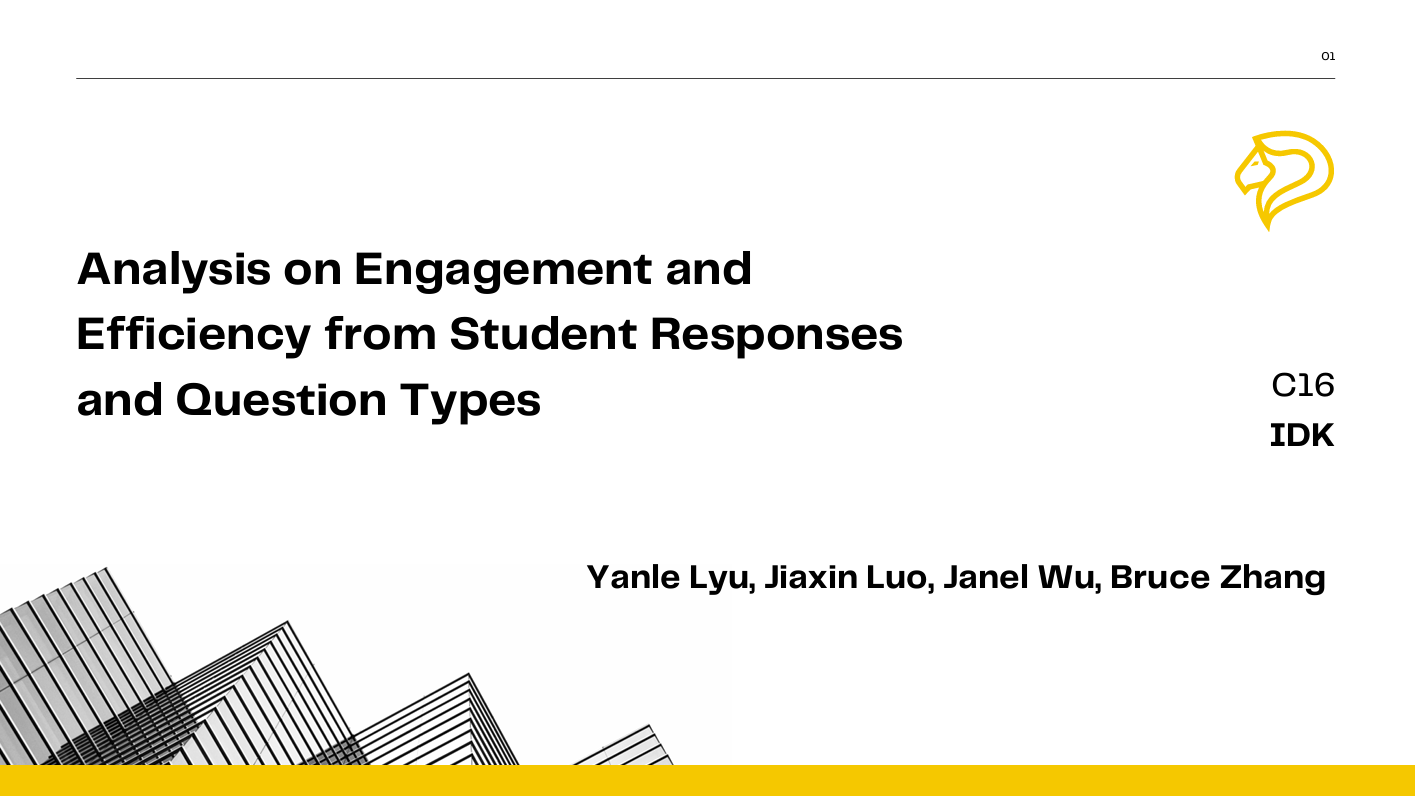 01
Analysis on Engagement and
Efficiency from Student Responses
and Question Types
C16
IDK
Yanle Lyu, Jiaxin Luo, Janel Wu, Bruce Zhang